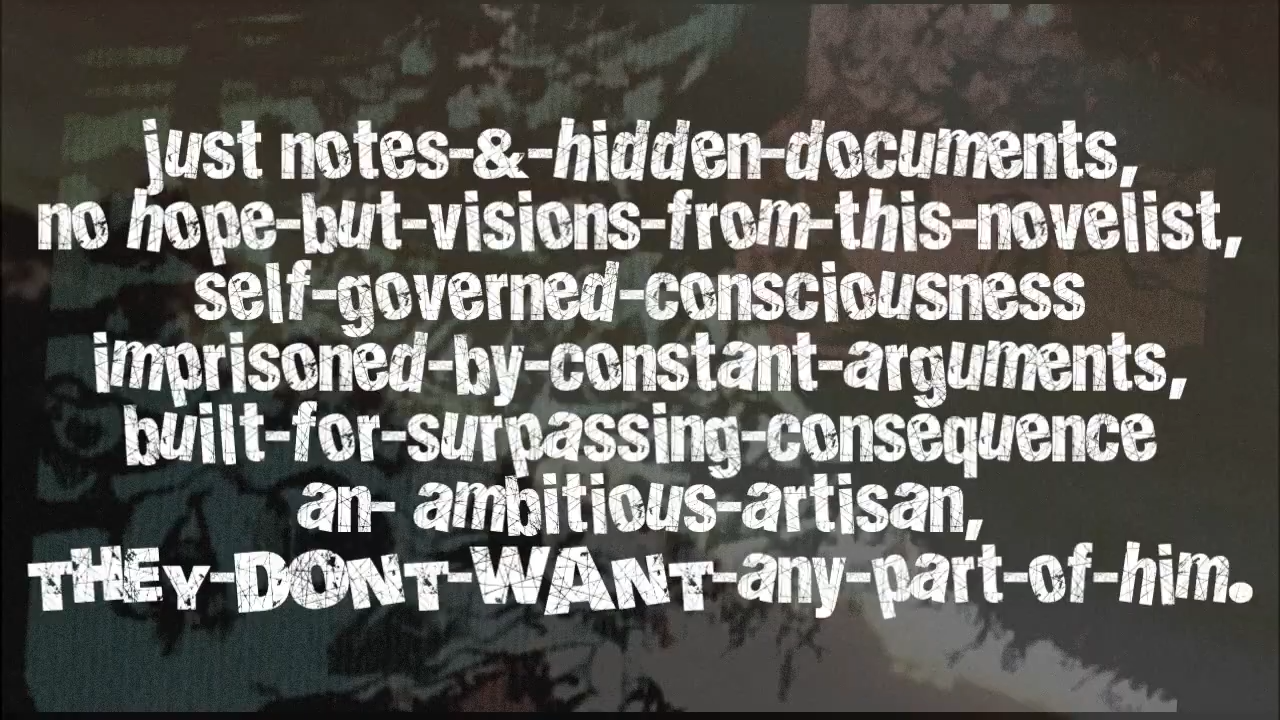 just notes-&-hidden-documents,
no hope-but-visions-from-this-novelist,
self-governed-consciousness
imprisoned-by-constant-arguments,
built-for-surpassing-consequence
an- ambitious-artisan,
THEY-DONT-WANT-any-part-of-him.